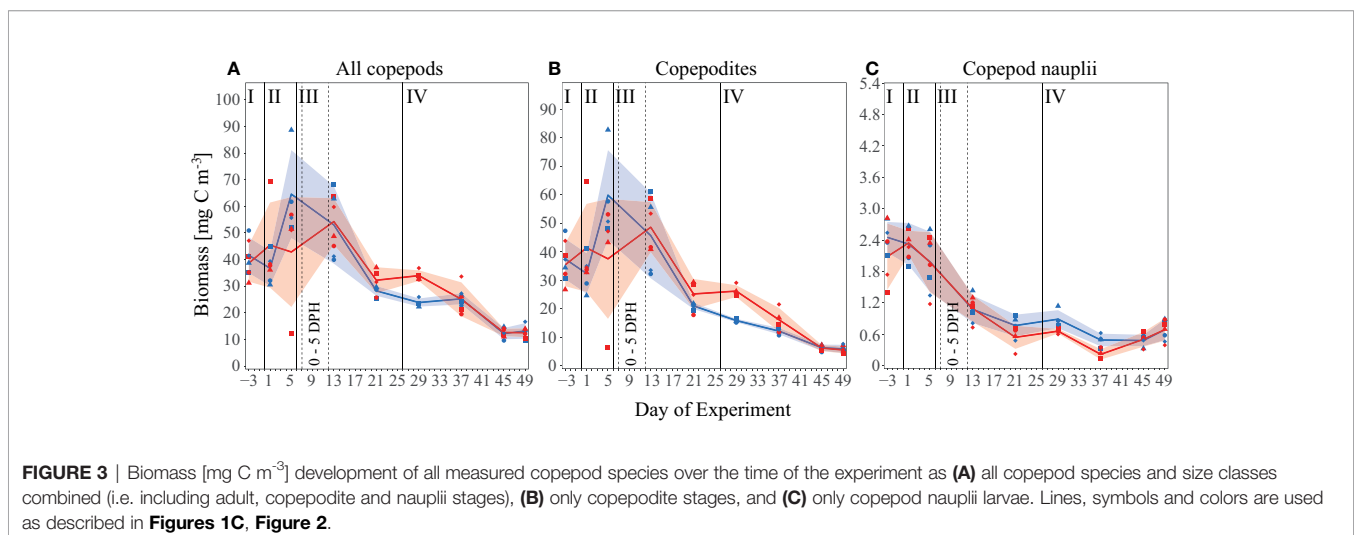 A All copepods
B Copepodites
C Copepod nauplii
I II III IV
I II III IV
I II III IV
Biomass [mg C m⁻³]
100
90
80
70
60
50
40
30
20
10
0
90
80
70
60
50
40
30
20
10
0
5.4
4.8
4.2
3.6
3.0
2.4
1.8
1.2
0.6
0
0 - 5 DPH
0 - 5 DPH
0 - 5 DPH
−3 1 5 9 13 17 21 25 29 33 37 41 45 49
−3 1 5 9 13 17 21 25 29 33 37 41 45 49
−3 1 5 9 13 17 21 25 29 33 37 41 45 49
Day of Experiment
FIGURE 3 | Biomass [mg C m⁻³] development of all measured copepod species over the time of the experiment as (A) all copepod species and size classes
combined (i.e. including adult, copepodite and nauplii stages), (B) only copepodite stages, and (C) only copepod nauplii larvae. Lines, symbols and colors are used
as described in Figures 1C, Figure 2.